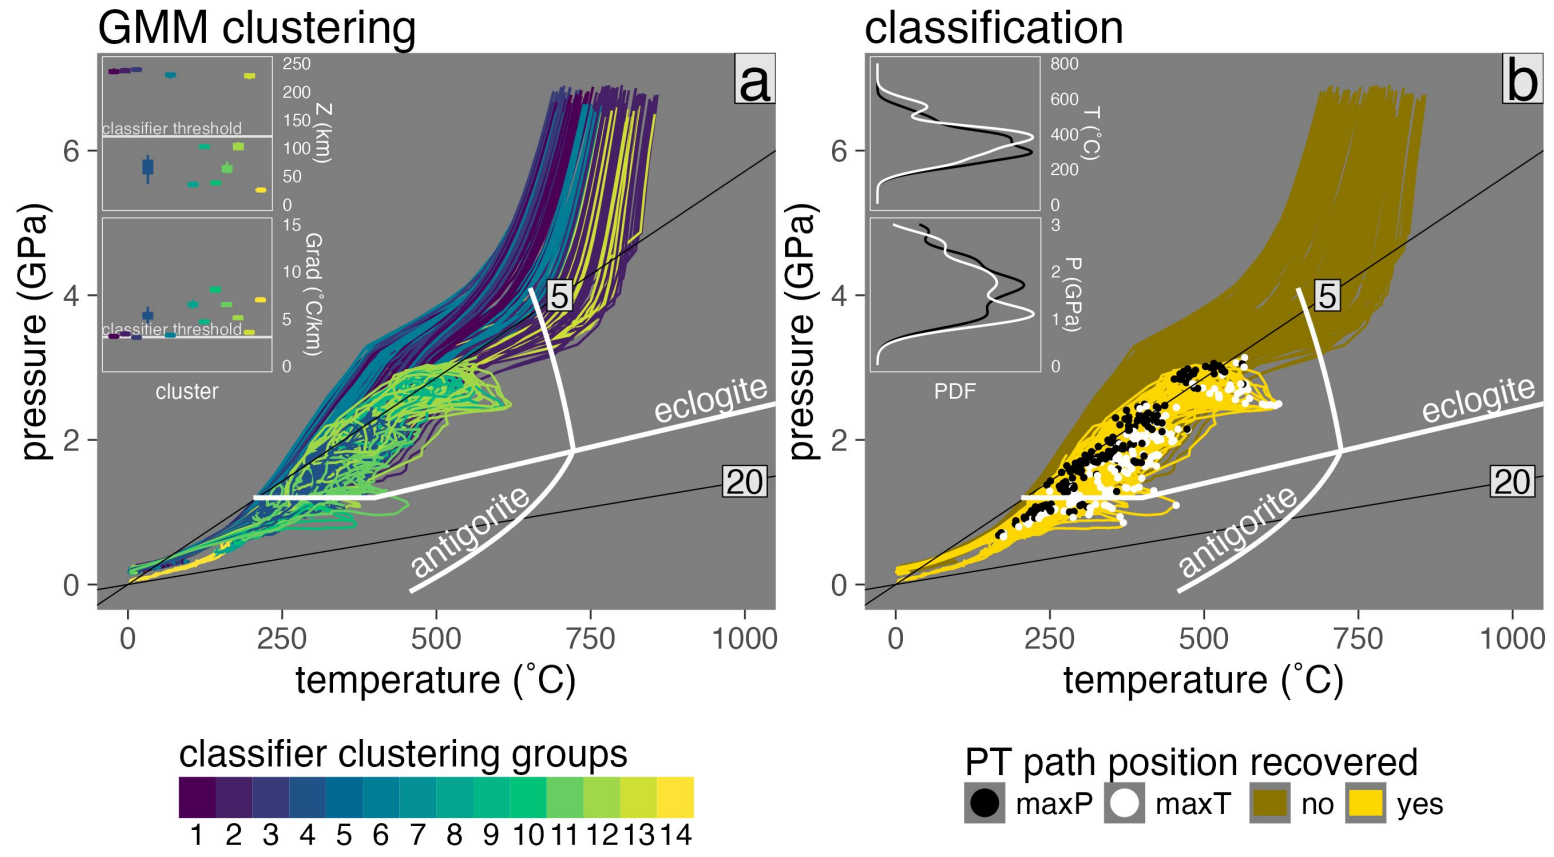 GMM clustering
classification
a
250
200
150
100
50
0
Z (km)
classifier threshold
15
10
5
0
Grad (˚C/km)
classifier threshold
cluster
5
eclogite
20
antigorite
6
4
2
0
pressure (GPa)
0
250
500
750
1000
temperature (˚C)
b
800
600
400
200
0
T (˚C)
3
2
1
0
P (GPa)
PDF
5
eclogite
20
antigorite
6
4
2
0
pressure (GPa)
0
250
500
750
1000
temperature (˚C)
classifier clustering groups
1 2 3 4 5 6 7 8 9 10 11 12 13 14
PT path position recovered
maxP maxT no yes